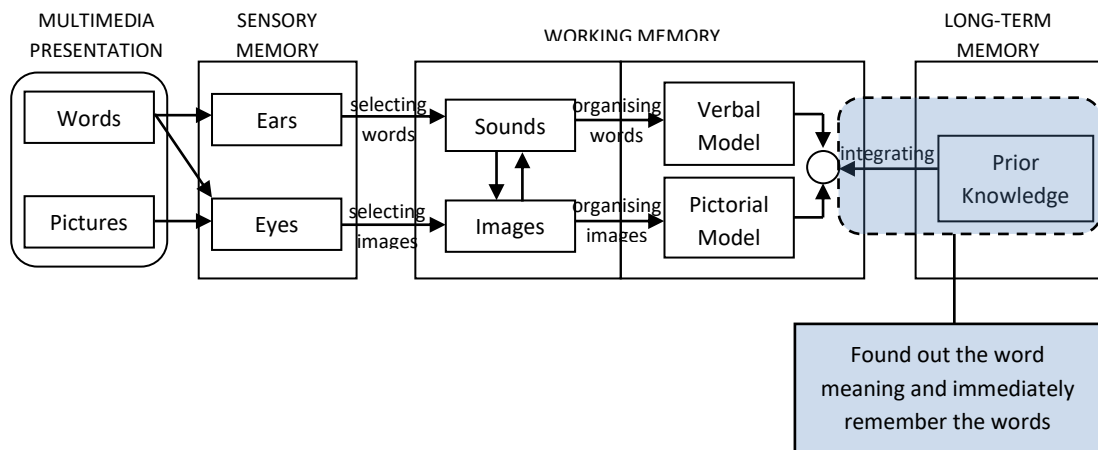 MULTIMEDIA
PRESENTATION
SENSORY
MEMORY
WORKING MEMORY
LONG-TERM
MEMORY
Words
Pictures
Ears
Eyes
selecting
words
selecting
images
Sounds
Images
organising
words
organising
images
Verbal
Model
Pictorial
Model
integrating
Prior
Knowledge
Found out the word
meaning and immediately
remember the words